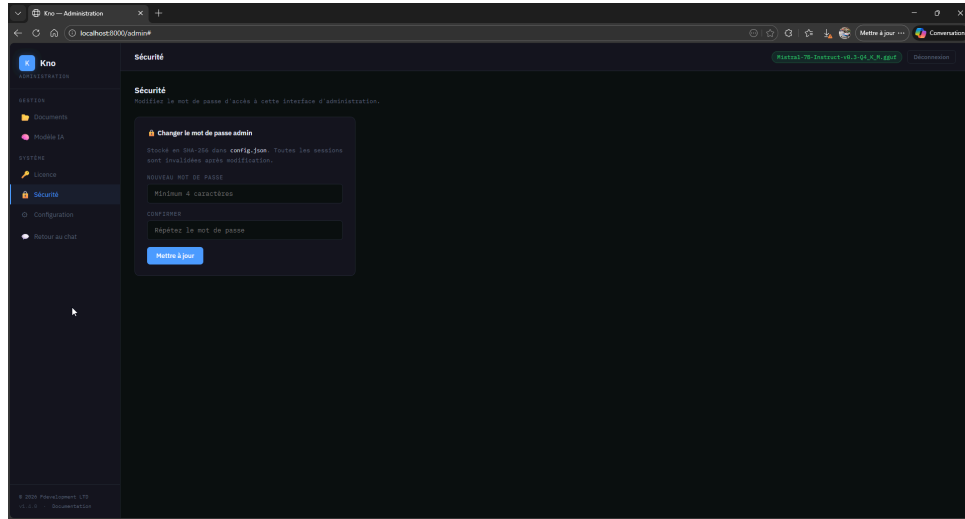 Kno — Administration
localhost:8000/admin#
Mettre à jour
Conversation
K Kno
ADMINISTRATION
Sécurité
Mistral-7B-Instruct-v0.3-Q4_K_M.gguf
Déconnexion
GESTION
Documents
Modèle IA
SYSTÈME
Licence
Sécurité
Configuration
Retour au chat
Sécurité
Modifiez le mot de passe d'accès à cette interface d'administration.
Changer le mot de passe admin
Stocké en SHA-256 dans config.json. Toutes les sessions
sont invalidées après modification.
NOUVEAU MOT DE PASSE
Minimum 4 caractères
CONFIRMER
Répéter le mot de passe
Mettre à jour
© 2026 Pdevelopment LTD
Documentation